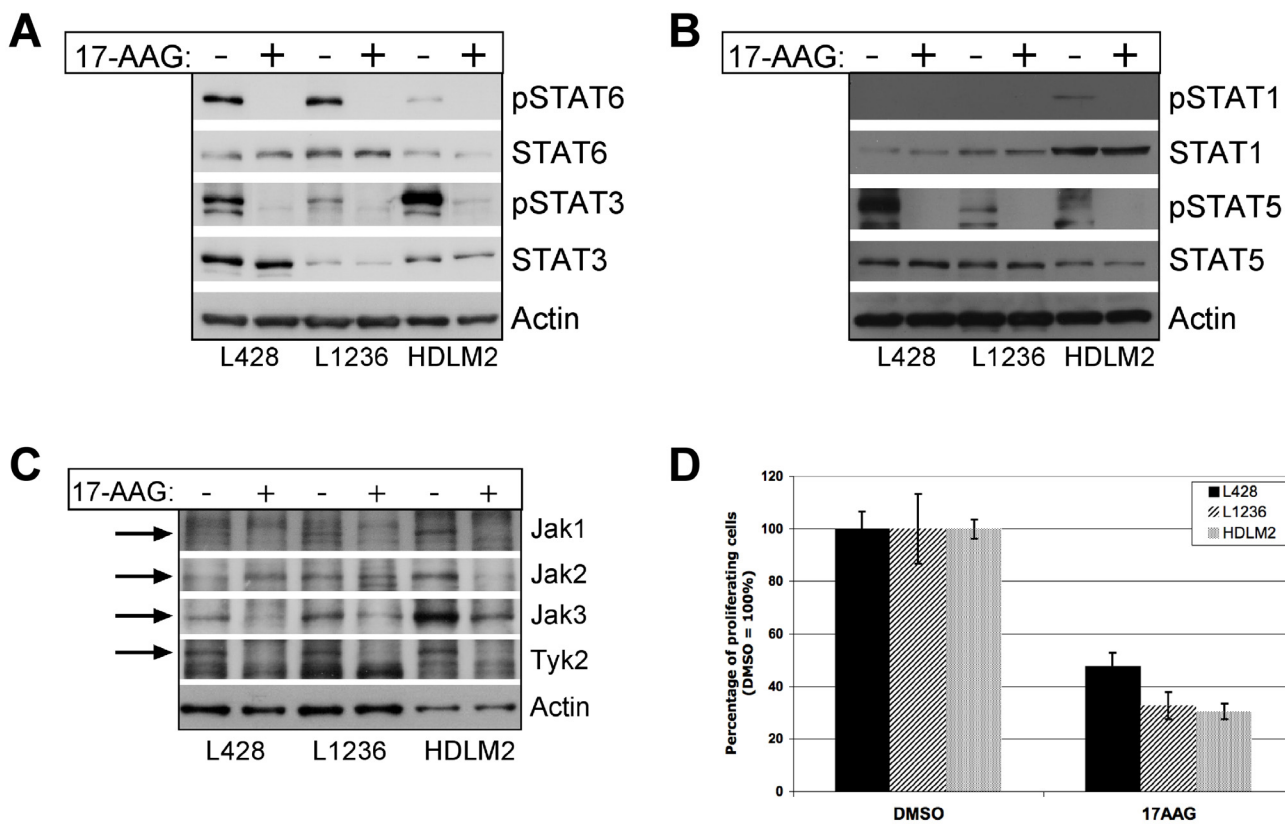 A
17-AAG: - + - + - +
pSTAT6
STAT6
pSTAT3
STAT3
Actin
L428 L1236 HDLM2
B
17-AAG: - + - + - +
pSTAT1
STAT1
pSTAT5
STAT5
Actin
L428 L1236 HDLM2
C
17-AAG: - + - + - +
Jak1
Jak2
Jak3
Tyk2
Actin
L428 L1236 HDLM2
D
Percentage of proliferating cells
(DMSO = 100%)
120
100
80
60
40
20
0
L428
L1236
HDLM2
DMSO 17AAG